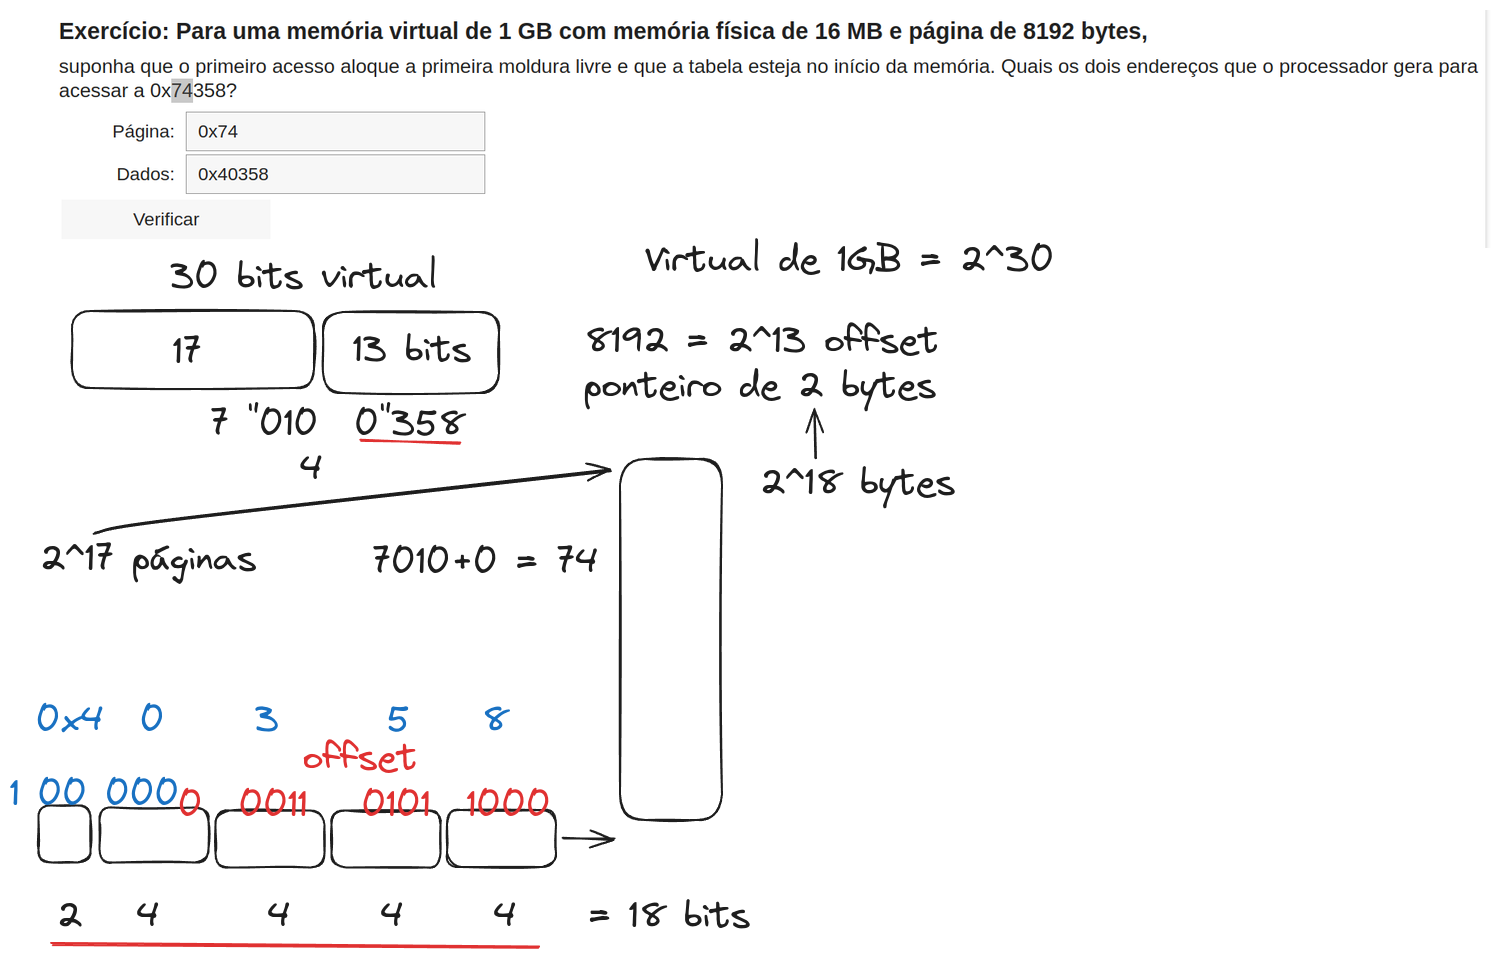 Exercício: Para uma memória virtual de 1 GB com memória física de 16 MB e página de 8192 bytes,
suponha que o primeiro acesso aloque a primeira moldura livre e que a tabela esteja no início da memória. Quais os dois endereços que o processador gera para
acessar a 0x74358?
Página: 0x74
Dados: 0x40358
Verificar
30 bits virtual
Virtual de 1GB = 2^30
17 13 bits
8192 = 2^13 offset
ponteiro de 2 bytes
7 "010 0"358
4
2^18 bytes
2^17 páginas
7010+0 = 74
0x4 0 3 5 8
offset
1 00 0000 0011 0101 1000
2 4 4 4 4 = 18 bits